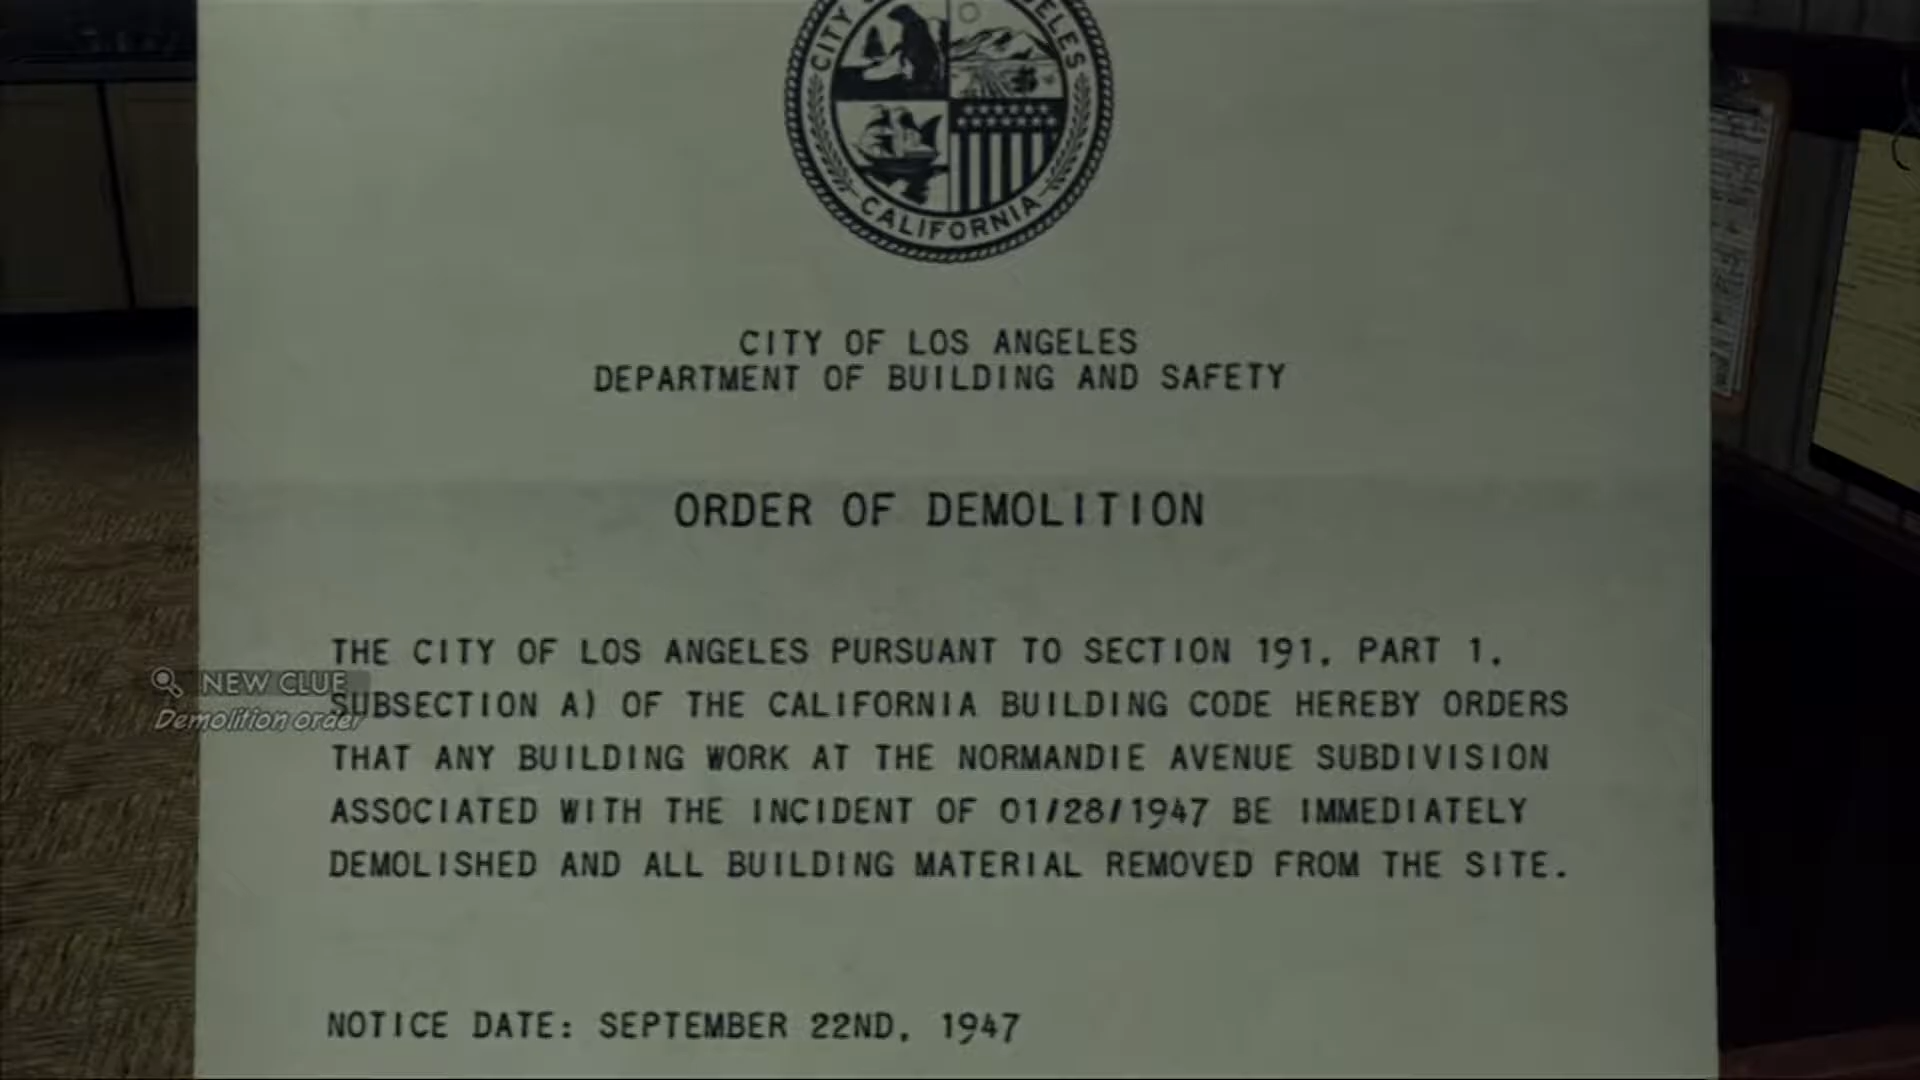 CITY
GELES
CALIFORNIA
CITY OF LOS ANGELES
DEPARTMENT OF BUILDING AND SAFETY
ORDER OF DEMOLITION
THE CITY OF LOS ANGELES PURSUANT TO SECTION 191, PART 1,
SUBSECTION A) OF THE CALIFORNIA BUILDING CODE HEREBY ORDERS
THAT ANY BUILDING WORK AT THE NORMANDIE AVENUE SUBDIVISION
ASSOCIATED WITH THE INCIDENT OF 01/28/1947 BE IMMEDIATELY
DEMOLISHED AND ALL BUILDING MATERIAL REMOVED FROM THE SITE.
NEW CLUE
Demolition order
NOTICE DATE: SEPTEMBER 22ND, 1947